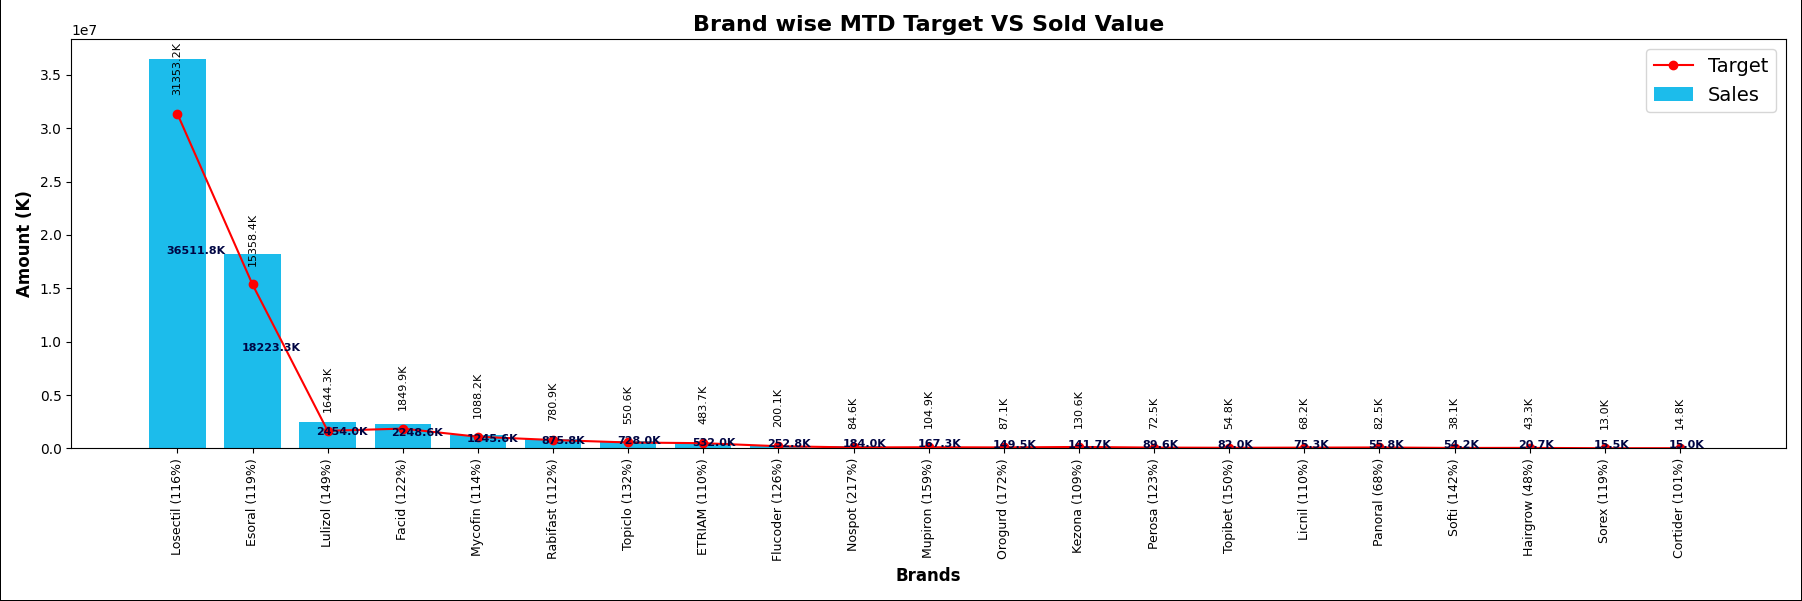 Brand wise MTD Target VS Sold Value
1e7
Amount (K)
3.5
3.0
2.5
2.0
1.5
1.0
0.5
0.0
Target
Sales
31353.2K
15358.4K
1644.3K
1849.9K
1088.2K
780.9K
550.6K
483.7K
200.1K
84.6K
104.9K
87.1K
130.6K
72.5K
54.8K
68.2K
82.5K
38.1K
43.3K
13.0K
14.8K
36511.8K
18223.3K
2454.0K
2248.6K
1245.6K
875.8K
728.0K
532.0K
252.8K
184.0K
167.3K
149.5K
141.7K
89.6K
82.0K
75.3K
55.8K
54.2K
20.7K
15.5K
15.0K
Losectil (116%)
Esoral (119%)
Lulizol (149%)
Facid (122%)
Mycofin (114%)
Rabifast (112%)
Topiclo (132%)
ETRIAM (110%)
Flucoder (126%)
Nospot (217%)
Mupiron (159%)
Orogurd (172%)
Kezona (109%)
Perosa (123%)
Topibet (150%)
Licnil (110%)
Panoral (68%)
Softi (142%)
Hairgrow (48%)
Sorex (119%)
Cortider (101%)
Brands